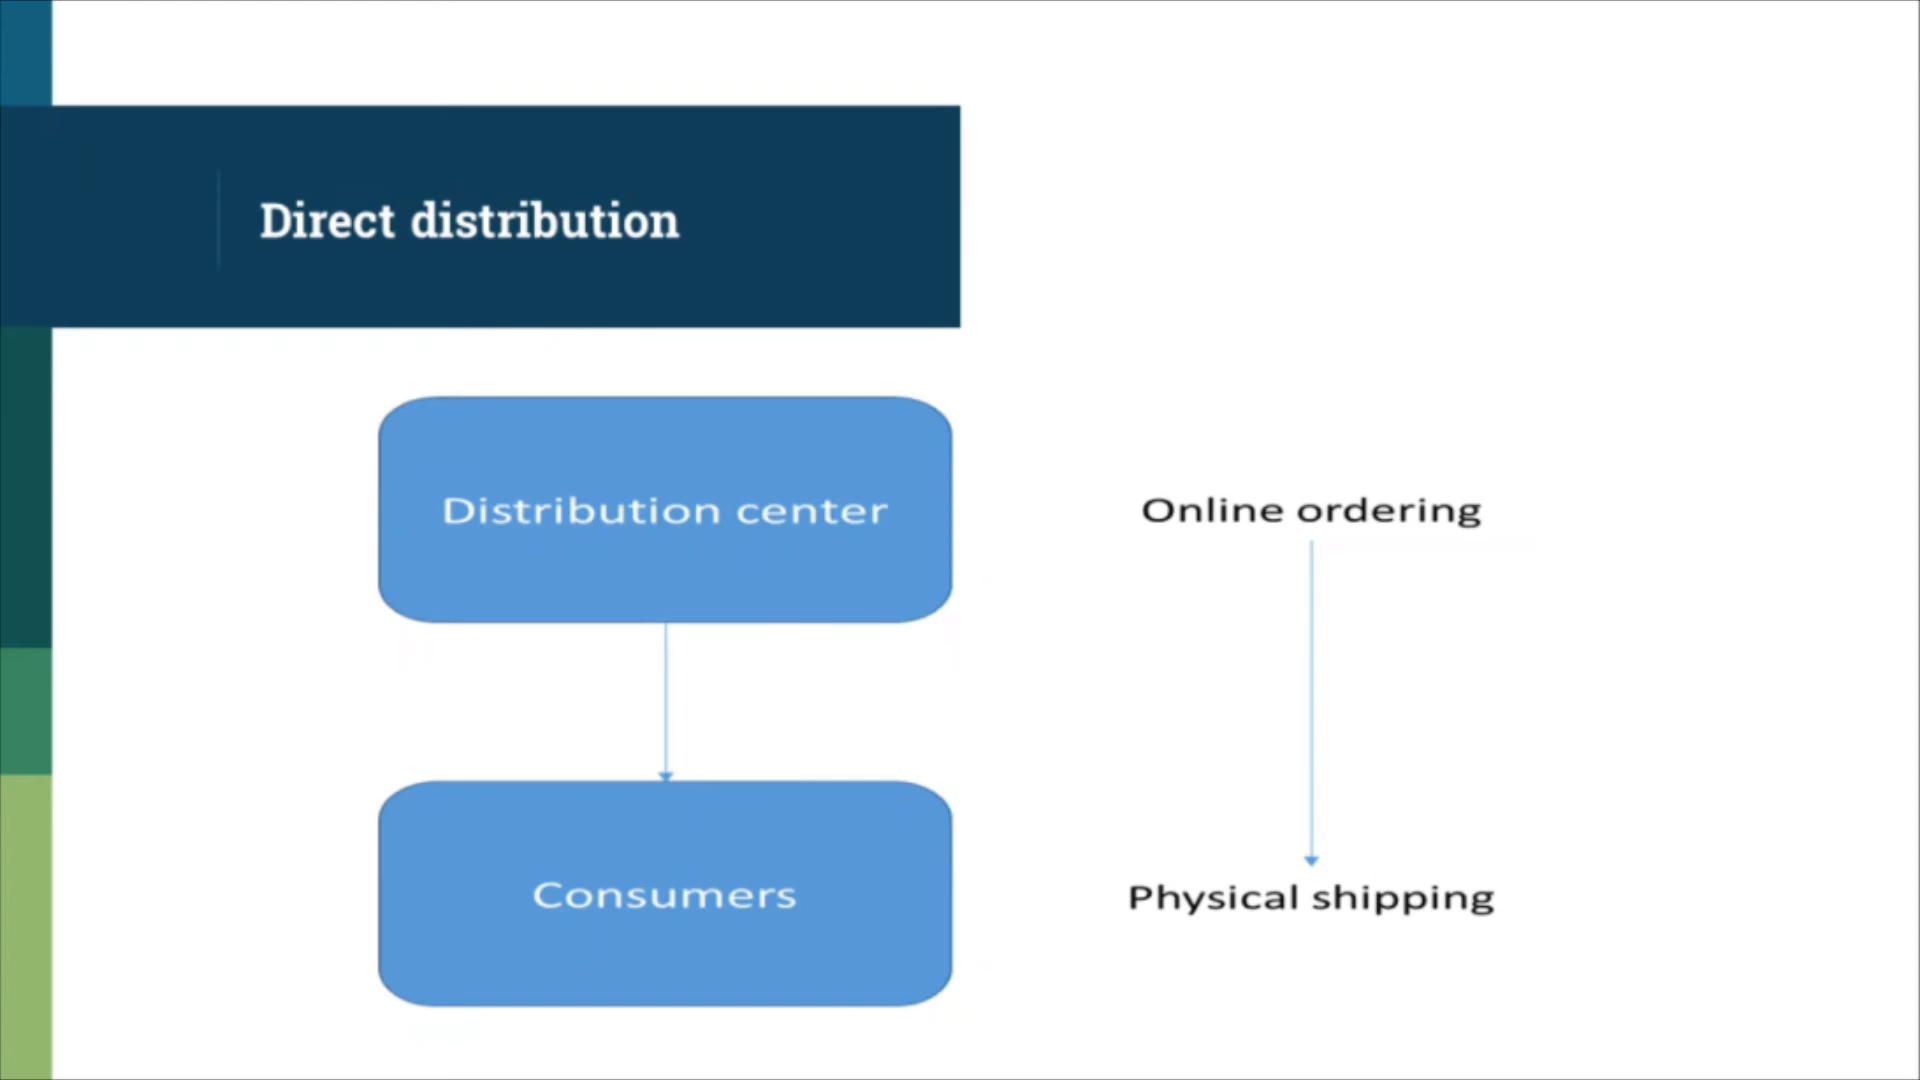 Direct distribution
Distribution center
Online ordering
Consumers
Physical shipping